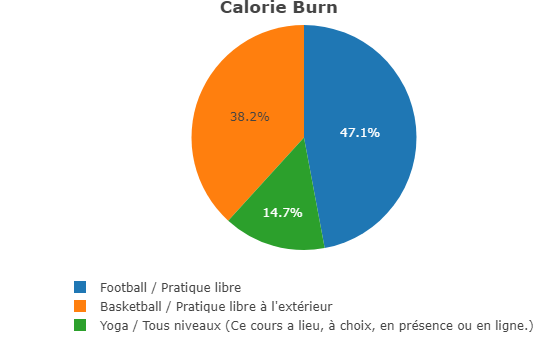 Calorie Burn
47.1%
38.2%
14.7%
Football / Pratique libre
Basketball / Pratique libre à l'extérieur
Yoga / Tous niveaux (Ce cours a lieu, à choix, en présence ou en ligne.)